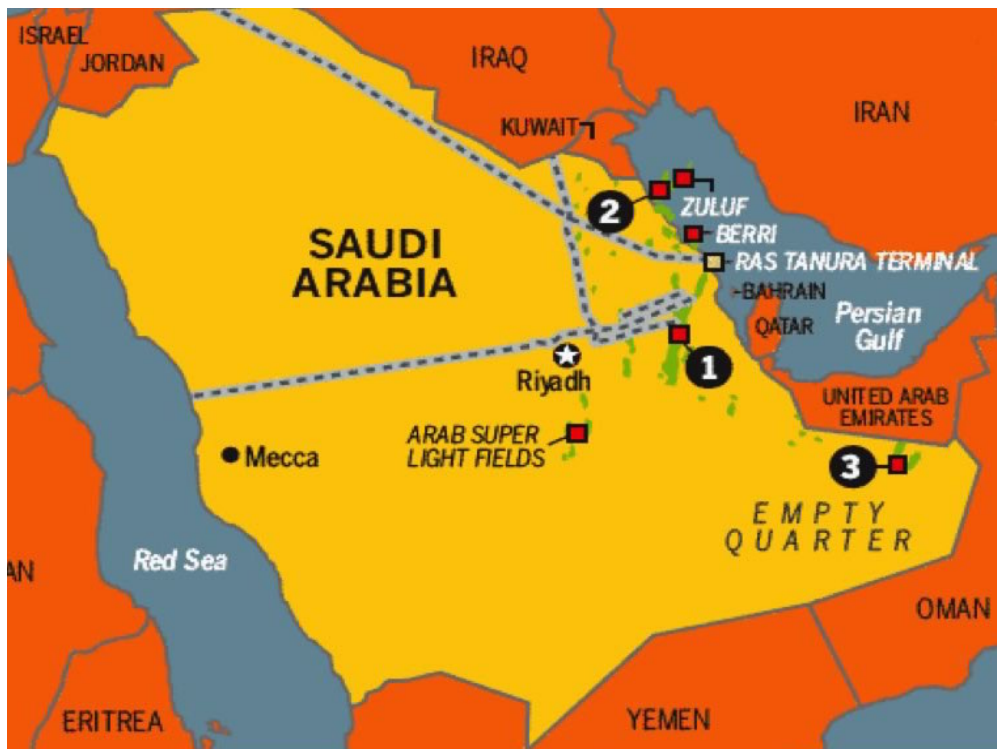 ISRAEL
JORDAN
IRAQ
IRAN
KUWAIT
2
ZULUF
BERRI
RAS TANURA TERMINAL
BAHRAIN
QATAR
Persian
Gulf
SAUDI
ARABIA
1
Riyadh
UNITED ARAB
EMIRATES
ARAB SUPER
LIGHT FIELDS
Mecca
3
EMPTY
QUARTER
Red Sea
AN
OMAN
ERITREA
YEMEN